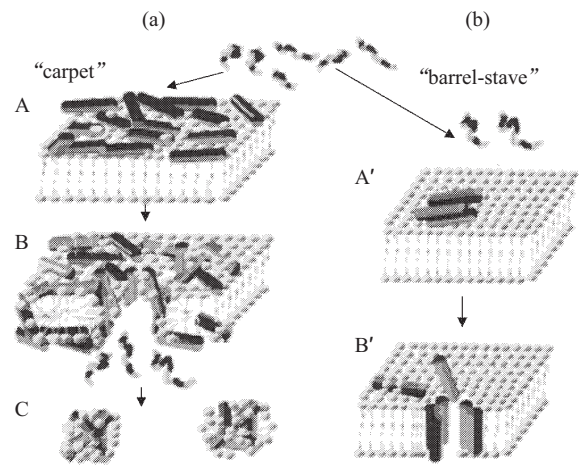 (a)
(b)
“carpet”
“barrel-stave”
A
A′
B
B′
C